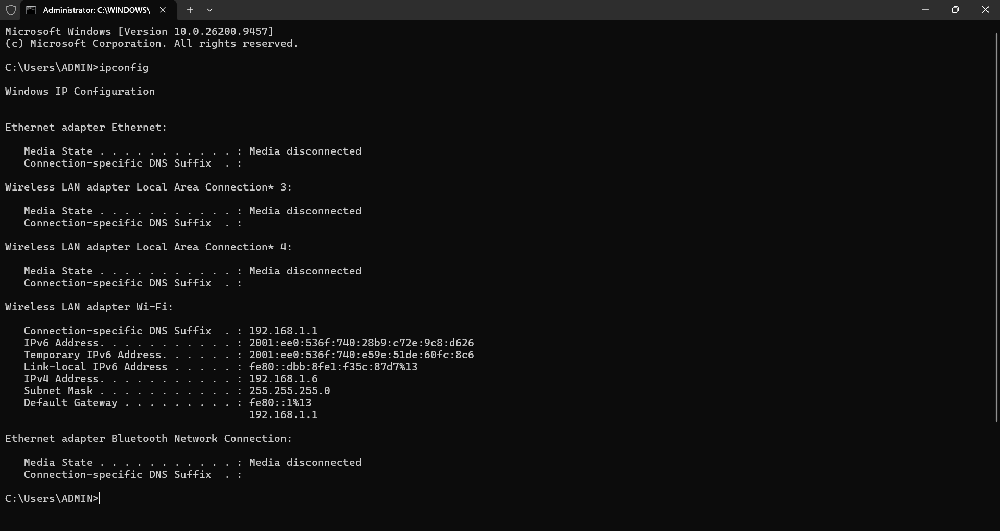 Administrator: C:\WINDOWS\
Microsoft Windows [Version 10.0.26200.9457]
(c) Microsoft Corporation. All rights reserved.
C:\Users\ADMIN>ipconfig
Windows IP Configuration
Ethernet adapter Ethernet:
   Media State . . . . . . . . . . . : Media disconnected
   Connection-specific DNS Suffix  . :
Wireless LAN adapter Local Area Connection* 3:
   Media State . . . . . . . . . . . : Media disconnected
   Connection-specific DNS Suffix  . :
Wireless LAN adapter Local Area Connection* 4:
   Media State . . . . . . . . . . . : Media disconnected
   Connection-specific DNS Suffix  . :
Wireless LAN adapter Wi-Fi:
   Connection-specific DNS Suffix  . : 192.168.1.1
   IPv6 Address. . . . . . . . . . . : 2001:ee0:536f:740:28b9:c72e:9c8:d626
   Temporary IPv6 Address. . . . . . : 2001:ee0:536f:740:e59e:51de:60fc:8c6
   Link-local IPv6 Address . . . . . : fe80::dbb:8fe1:f35c:87d7%13
   IPv4 Address. . . . . . . . . . . : 192.168.1.6
   Subnet Mask . . . . . . . . . . . : 255.255.255.0
   Default Gateway . . . . . . . . . : fe80::1%13
                                       192.168.1.1
Ethernet adapter Bluetooth Network Connection:
   Media State . . . . . . . . . . . : Media disconnected
   Connection-specific DNS Suffix  . :
C:\Users\ADMIN>